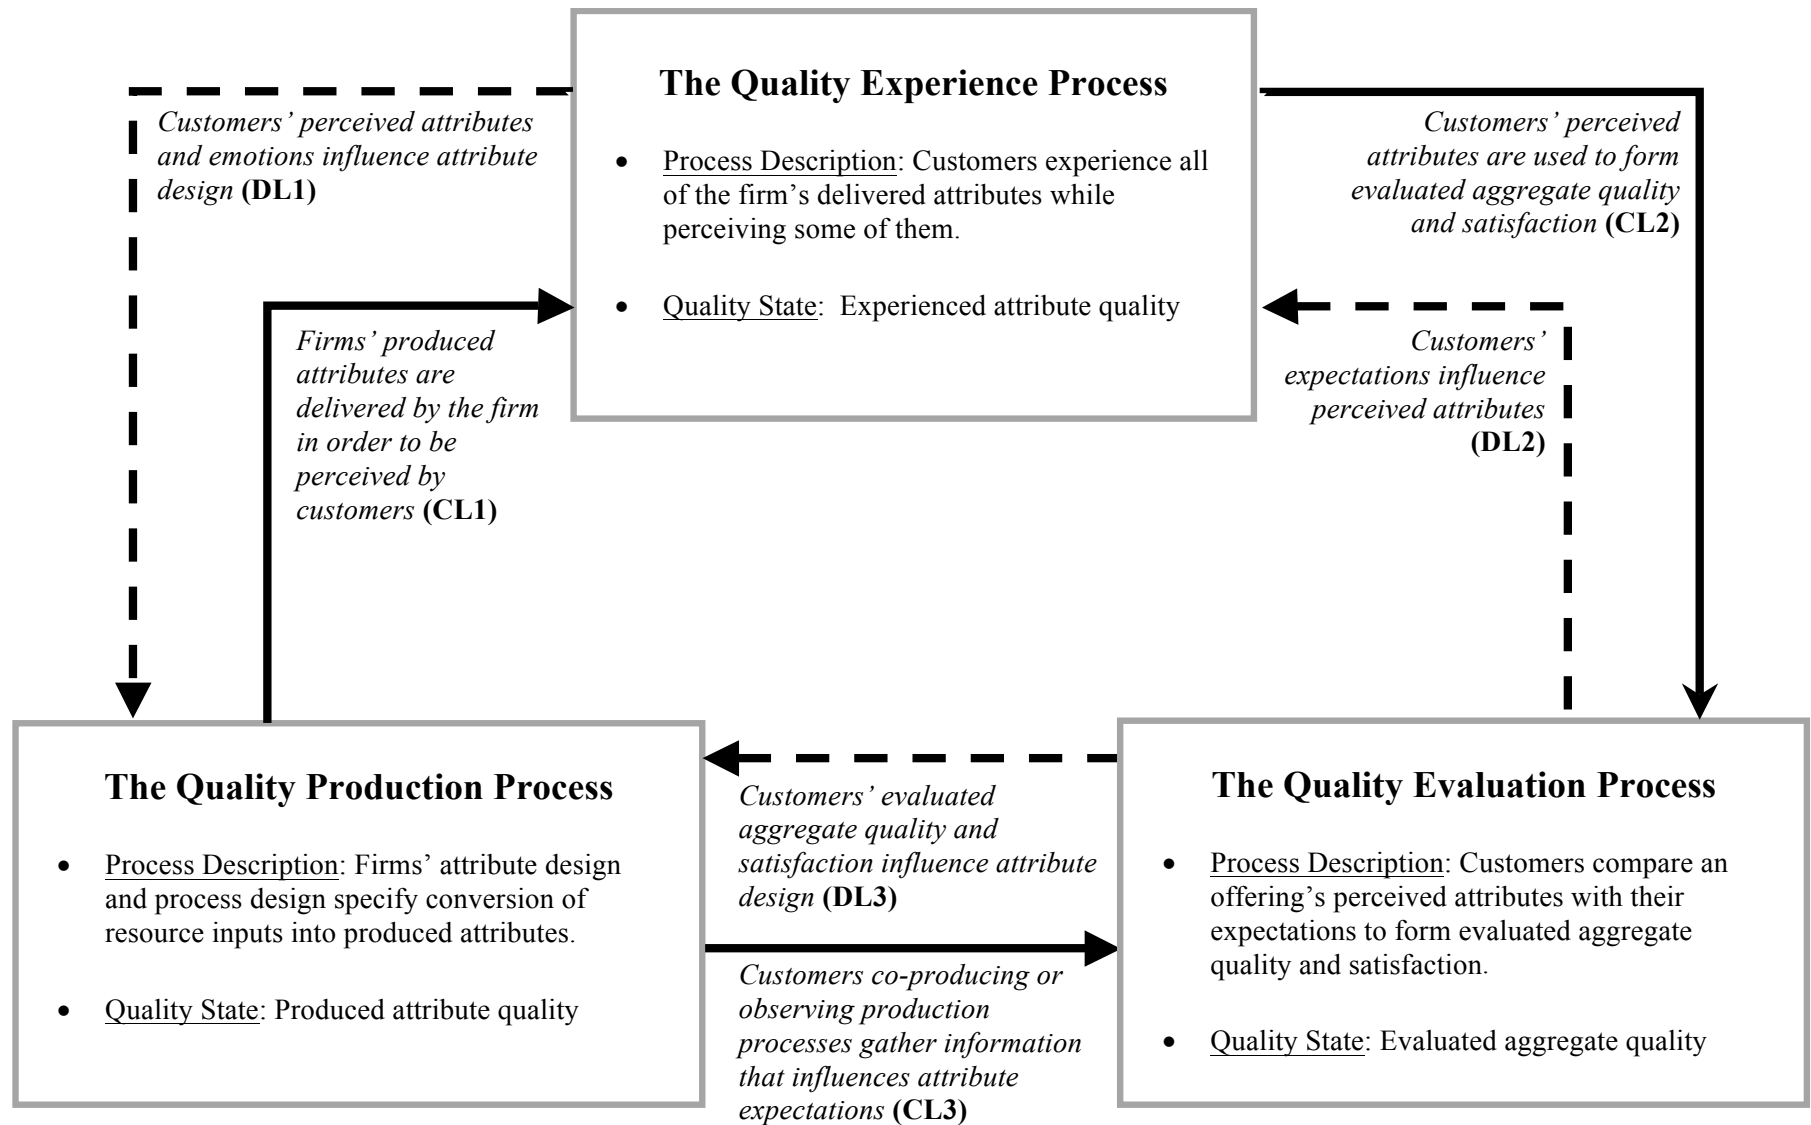 The Quality Experience Process
• Process Description: Customers experience all
of the firm’s delivered attributes while
perceiving some of them.
• Quality State:  Experienced attribute quality
Customers’ perceived attributes
and emotions influence attribute
design (DL1)
Firms’ produced
attributes are
delivered by the firm
in order to be
perceived by
customers (CL1)
Customers’ perceived
attributes are used to form
evaluated aggregate quality
and satisfaction (CL2)
Customers’
expectations influence
perceived attributes
(DL2)
The Quality Production Process
• Process Description: Firms’ attribute design
and process design specify conversion of
resource inputs into produced attributes.
• Quality State: Produced attribute quality
Customers’ evaluated
aggregate quality and
satisfaction influence attribute
design (DL3)
Customers co-producing or
observing production
processes gather information
that influences attribute
expectations (CL3)
The Quality Evaluation Process
• Process Description: Customers compare an
offering’s perceived attributes with their
expectations to form evaluated aggregate
quality and satisfaction.
• Quality State: Evaluated aggregate quality